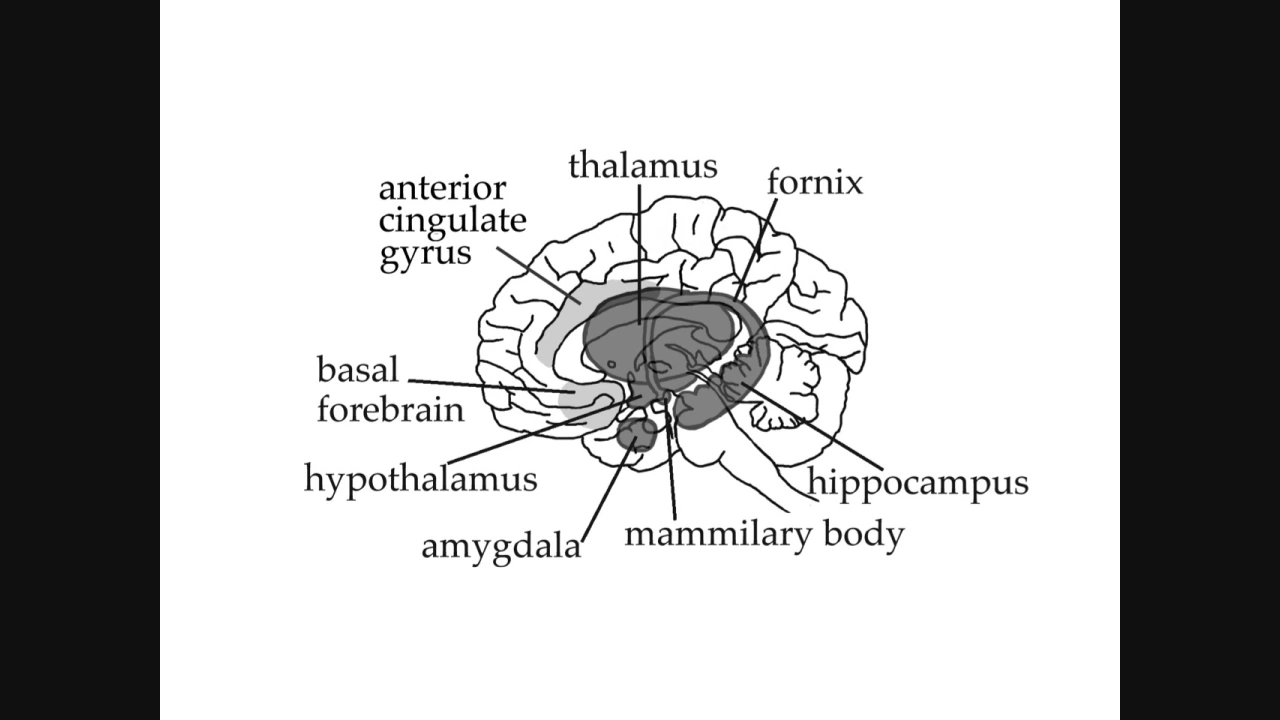 thalamus
fornix
anterior
cingulate
gyrus
basal
forebrain
hypothalamus
hippocampus
amygdala
mammilary body